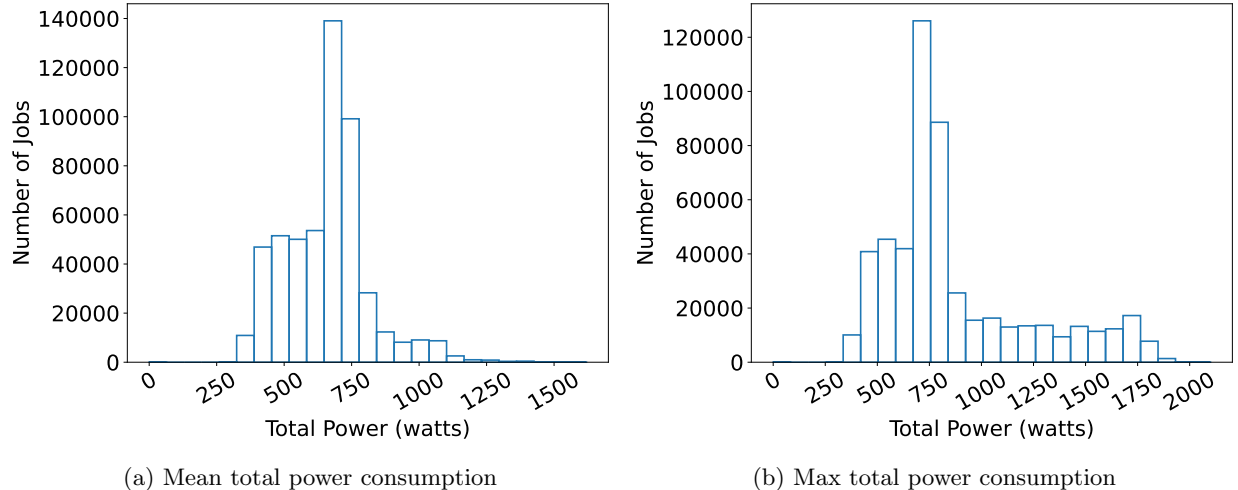 140000
120000
100000
80000
60000
40000
20000
0
Number of Jobs
0 250 500 750 1000 1250 1500
Total Power (watts)
(a) Mean total power consumption
120000
100000
80000
60000
40000
20000
0
Number of Jobs
0 250 500 750 1000 1250 1500 1750 2000
Total Power (watts)
(b) Max total power consumption